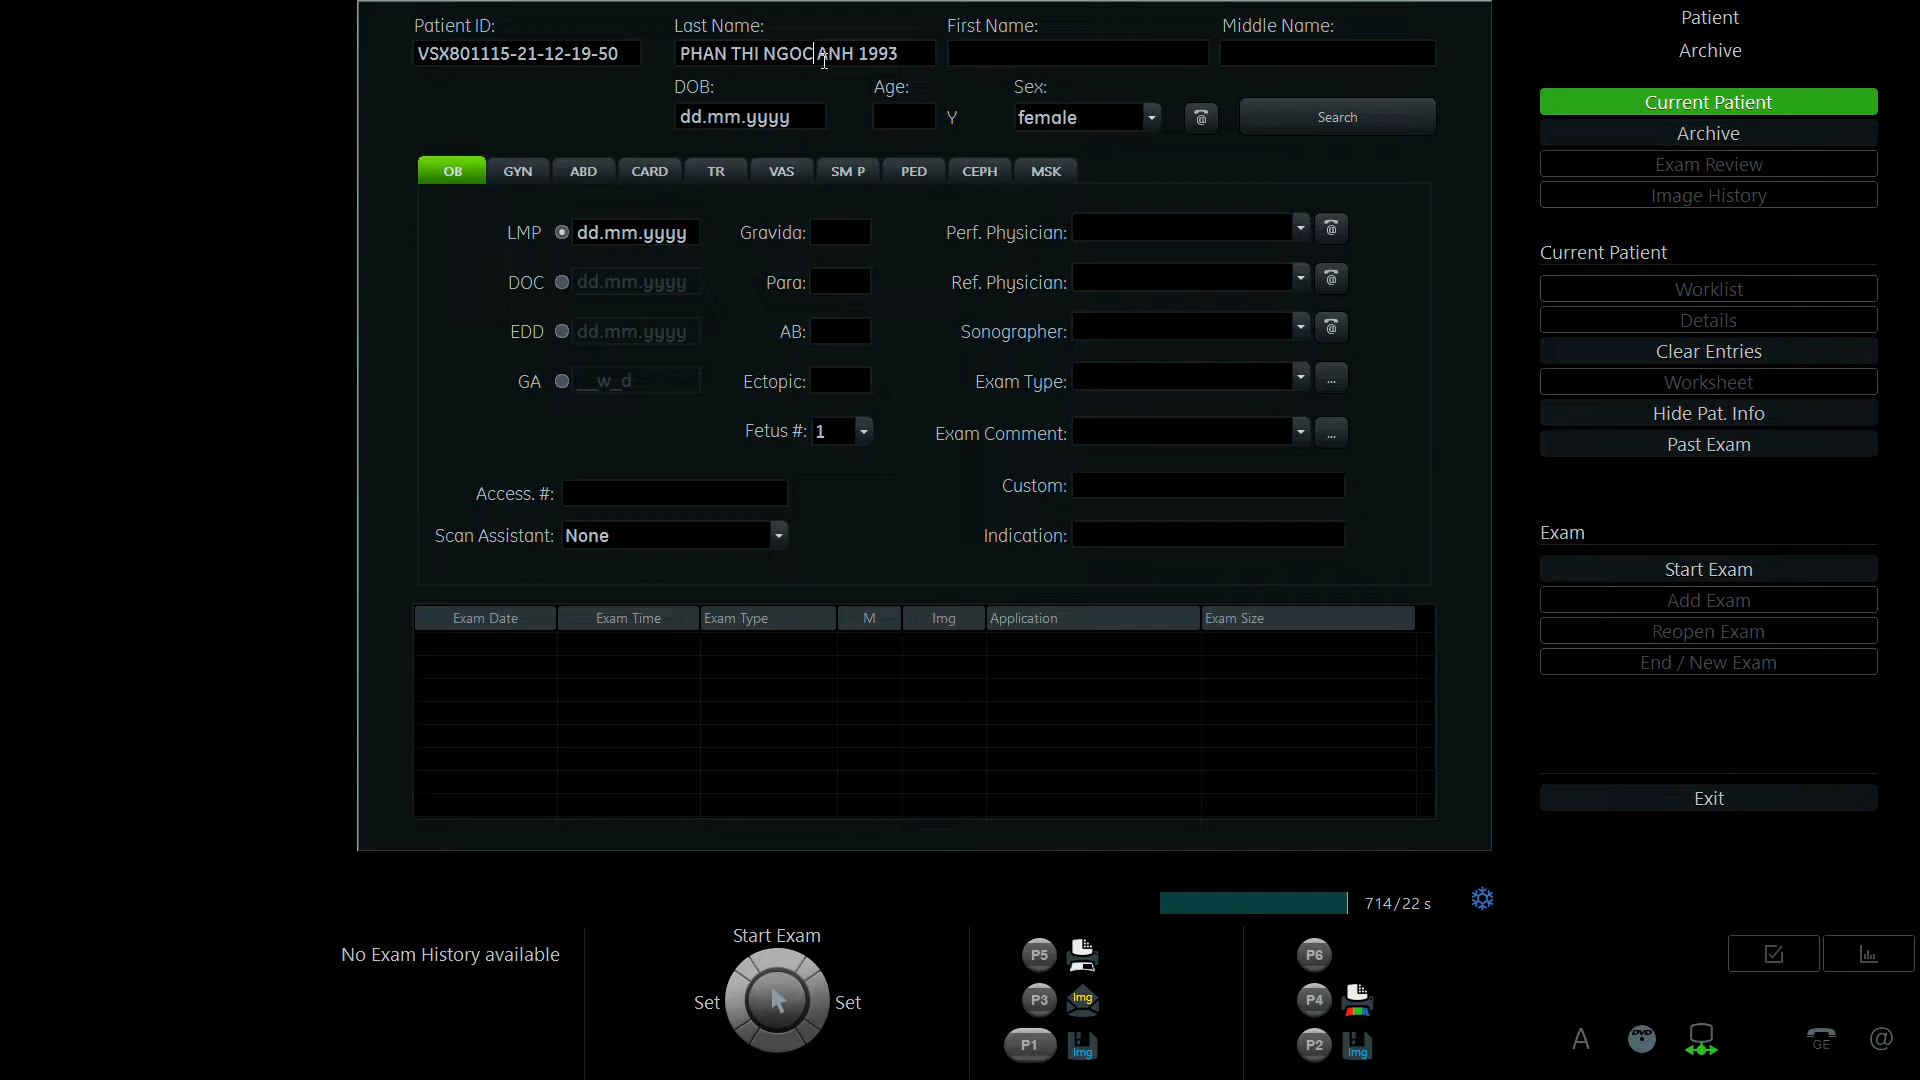 Patient ID: Last Name: First Name: Middle Name:
VSX801115-21-12-19-50 PHAN THI NGOC ANH 1993
DOB: Age: Sex:
dd.mm.yyyy Y female @ Search
OB GYN ABD CARD TR VAS SM P PED CEPH MSK
LMP dd.mm.yyyy Gravida: Perf. Physician: @
DOC dd.mm.yyyy Para: Ref. Physician: @
EDD dd.mm.yyyy AB: Sonographer: @
GA __w_d Ectopic: Exam Type: ...
Fetus #: 1 Exam Comment: ...
Access. #: Custom:
Scan Assistant: None Indication:
Exam Date Exam Time Exam Type M Img Application Exam Size
Patient
Archive
Current Patient
Archive
Exam Review
Image History
Current Patient
Worklist
Details
Clear Entries
Worksheet
Hide Pat. Info
Past Exam
Exam
Start Exam
Add Exam
Reopen Exam
End / New Exam
Exit
714/22 s
No Exam History available
Start Exam
Set Set
P5
P3 Img
P1 Img
P6
P4
P2 Img
A DVD GE @